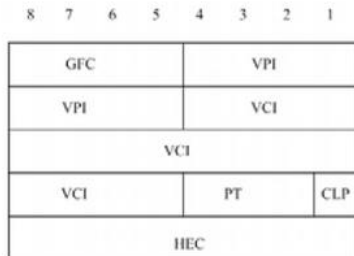 8 7 6 5 4 3 2 1
GFC VPI
VPI VCI
VCI
VCI PT CLP
HEC